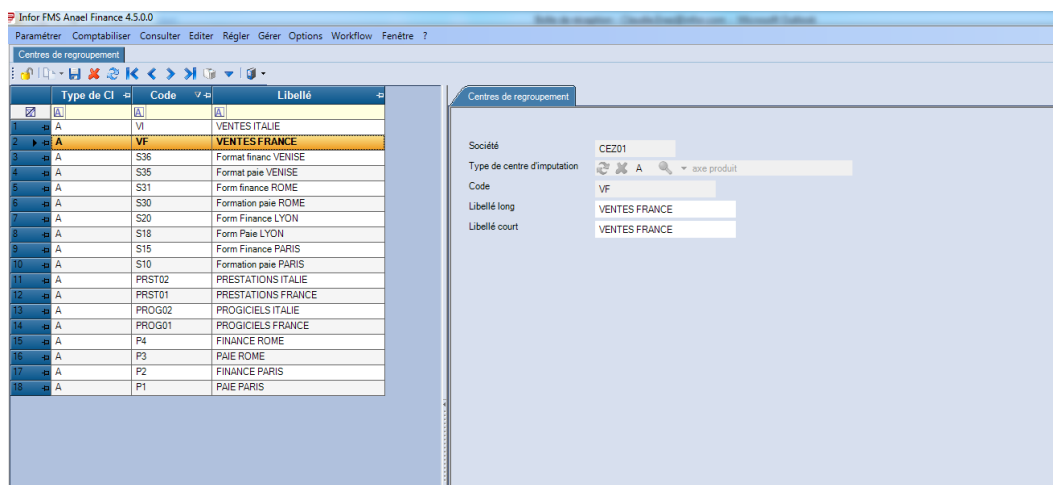 Infor FMS Anael Finance 4.5.0.0
Paramétrer Comptabiliser Consulter Editer Régler Gérer Options Workflow Fenêtre ?
Centres de regroupement
Type de CI Code Libellé
1 A VI VENTES ITALIE
2 A VF VENTES FRANCE
3 A S36 Format financ VENISE
4 A S35 Format paie VENISE
5 A S31 Form finance ROME
6 A S30 Formation paie ROME
7 A S20 Form Finance LYON
8 A S18 Form Paie LYON
9 A S15 Form Finance PARIS
10 A S10 Formation paie PARIS
11 A PRST02 PRESTATIONS ITALIE
12 A PRST01 PRESTATIONS FRANCE
13 A PROG02 PROGICIELS ITALIE
14 A PROG01 PROGICIELS FRANCE
15 A P4 FINANCE ROME
16 A P3 PAIE ROME
17 A P2 FINANCE PARIS
18 A P1 PAIE PARIS
Centres de regroupement
Société CEZ01
Type de centre d'imputation A axe produit
Code VF
Libellé long VENTES FRANCE
Libellé court VENTES FRANCE